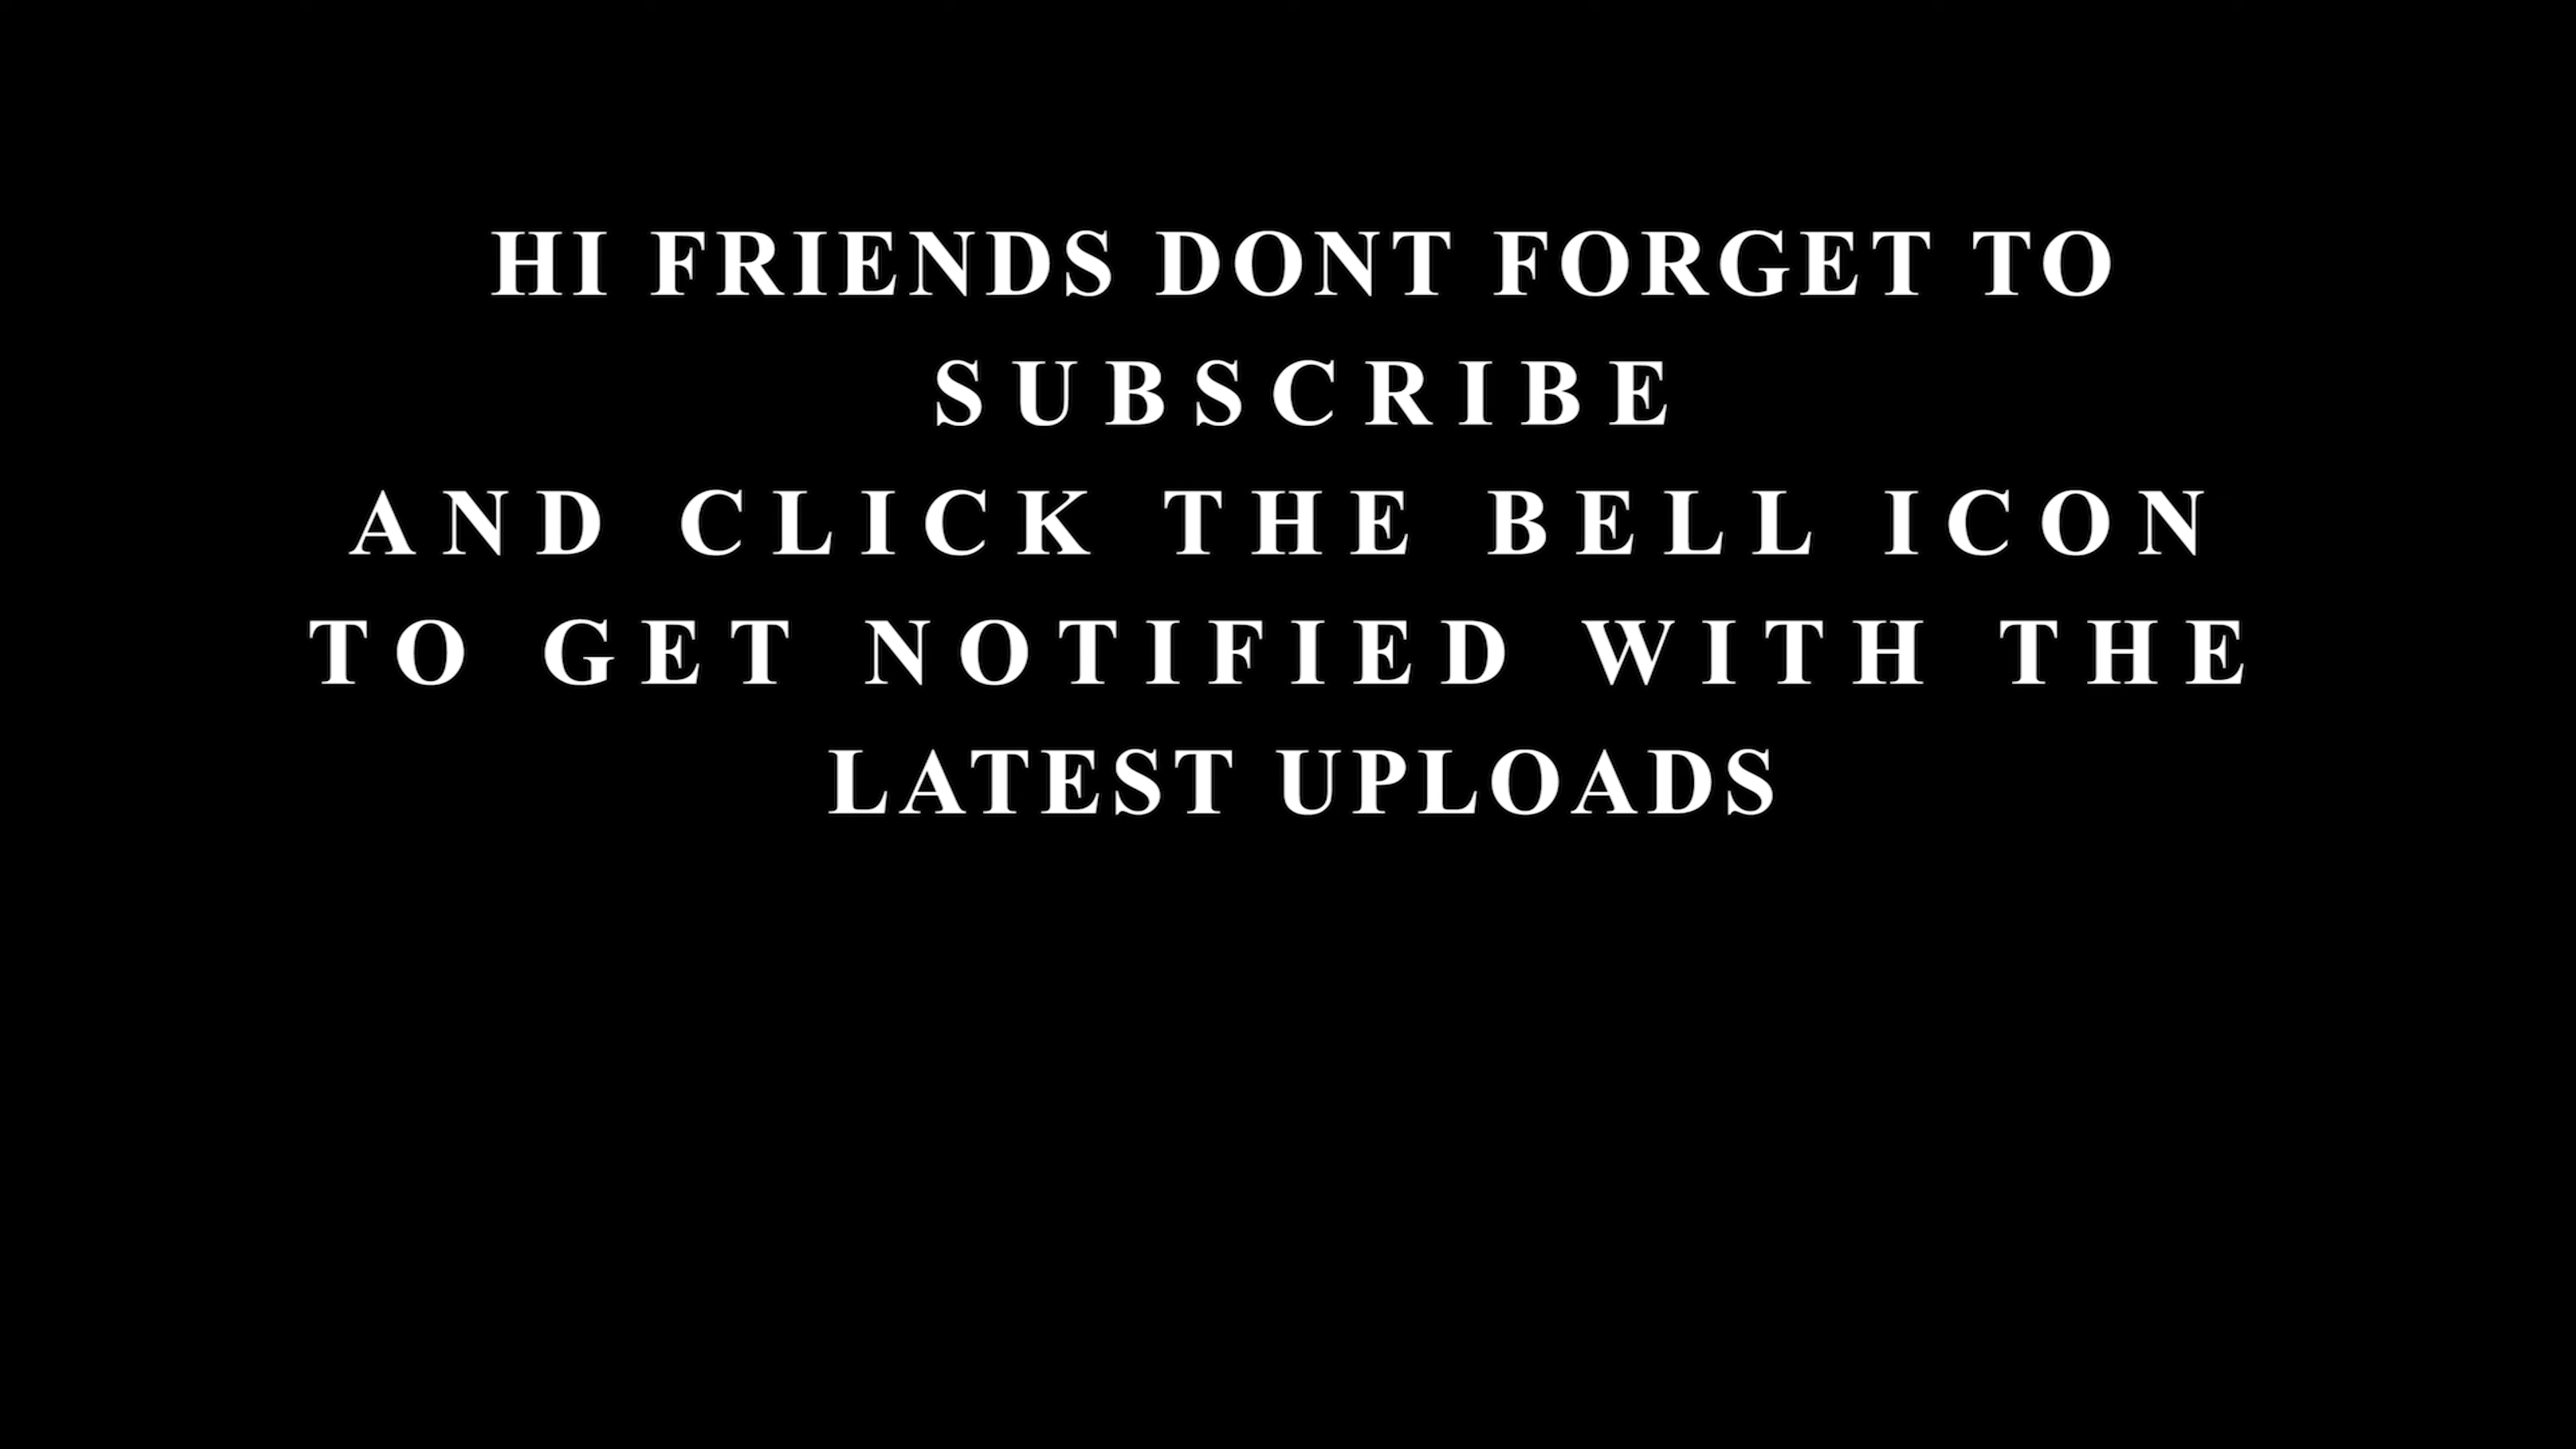 HI FRIENDS DONT FORGET TO
SUBSCRIBE
AND CLICK THE BELL ICON
TO GET NOTIFIED WITH THE
LATEST UPLOADS